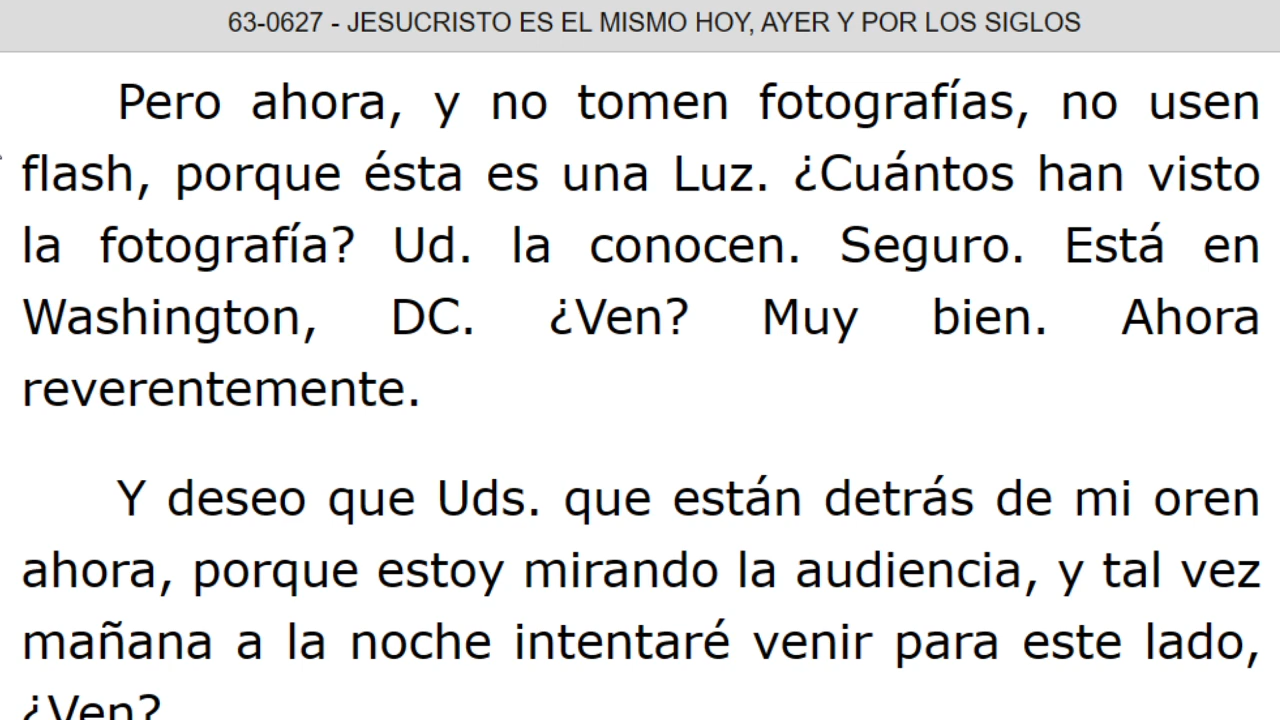 63-0627 - JESUCRISTO ES EL MISMO HOY, AYER Y POR LOS SIGLOS
Pero ahora, y no tomen fotografías, no usen
flash, porque ésta es una Luz. ¿Cuántos han visto
la fotografía? Ud. la conocen. Seguro. Está en
Washington, DC. ¿Ven? Muy bien. Ahora
reverentemente.
Y deseo que Uds. que están detrás de mi oren
ahora, porque estoy mirando la audiencia, y tal vez
mañana a la noche intentaré venir para este lado,
¿Ven?